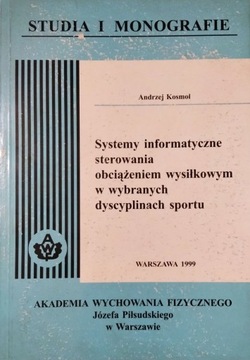 STUDIA I MONOGRAFIE
Andrzej Kosmol
Systemy informatyczne
sterowania
obciążeniem wysiłkowym
w wybranych
dyscyplinach sportu
WARSZAWA 1999
AKADEMIA WYCHOWANIA FIZYCZNEGO
Józefa Piłsudskiego
w Warszawie